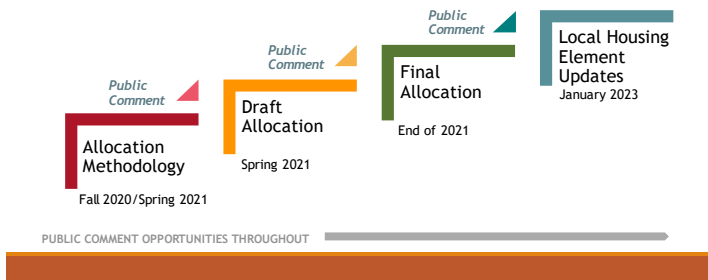 Public
Comment
Allocation
Methodology
Fall 2020/Spring 2021
Public
Comment
Draft
Allocation
Spring 2021
Public
Comment
Final
Allocation
End of 2021
Local Housing
Element
Updates
January 2023
PUBLIC COMMENT OPPORTUNITIES THROUGHOUT